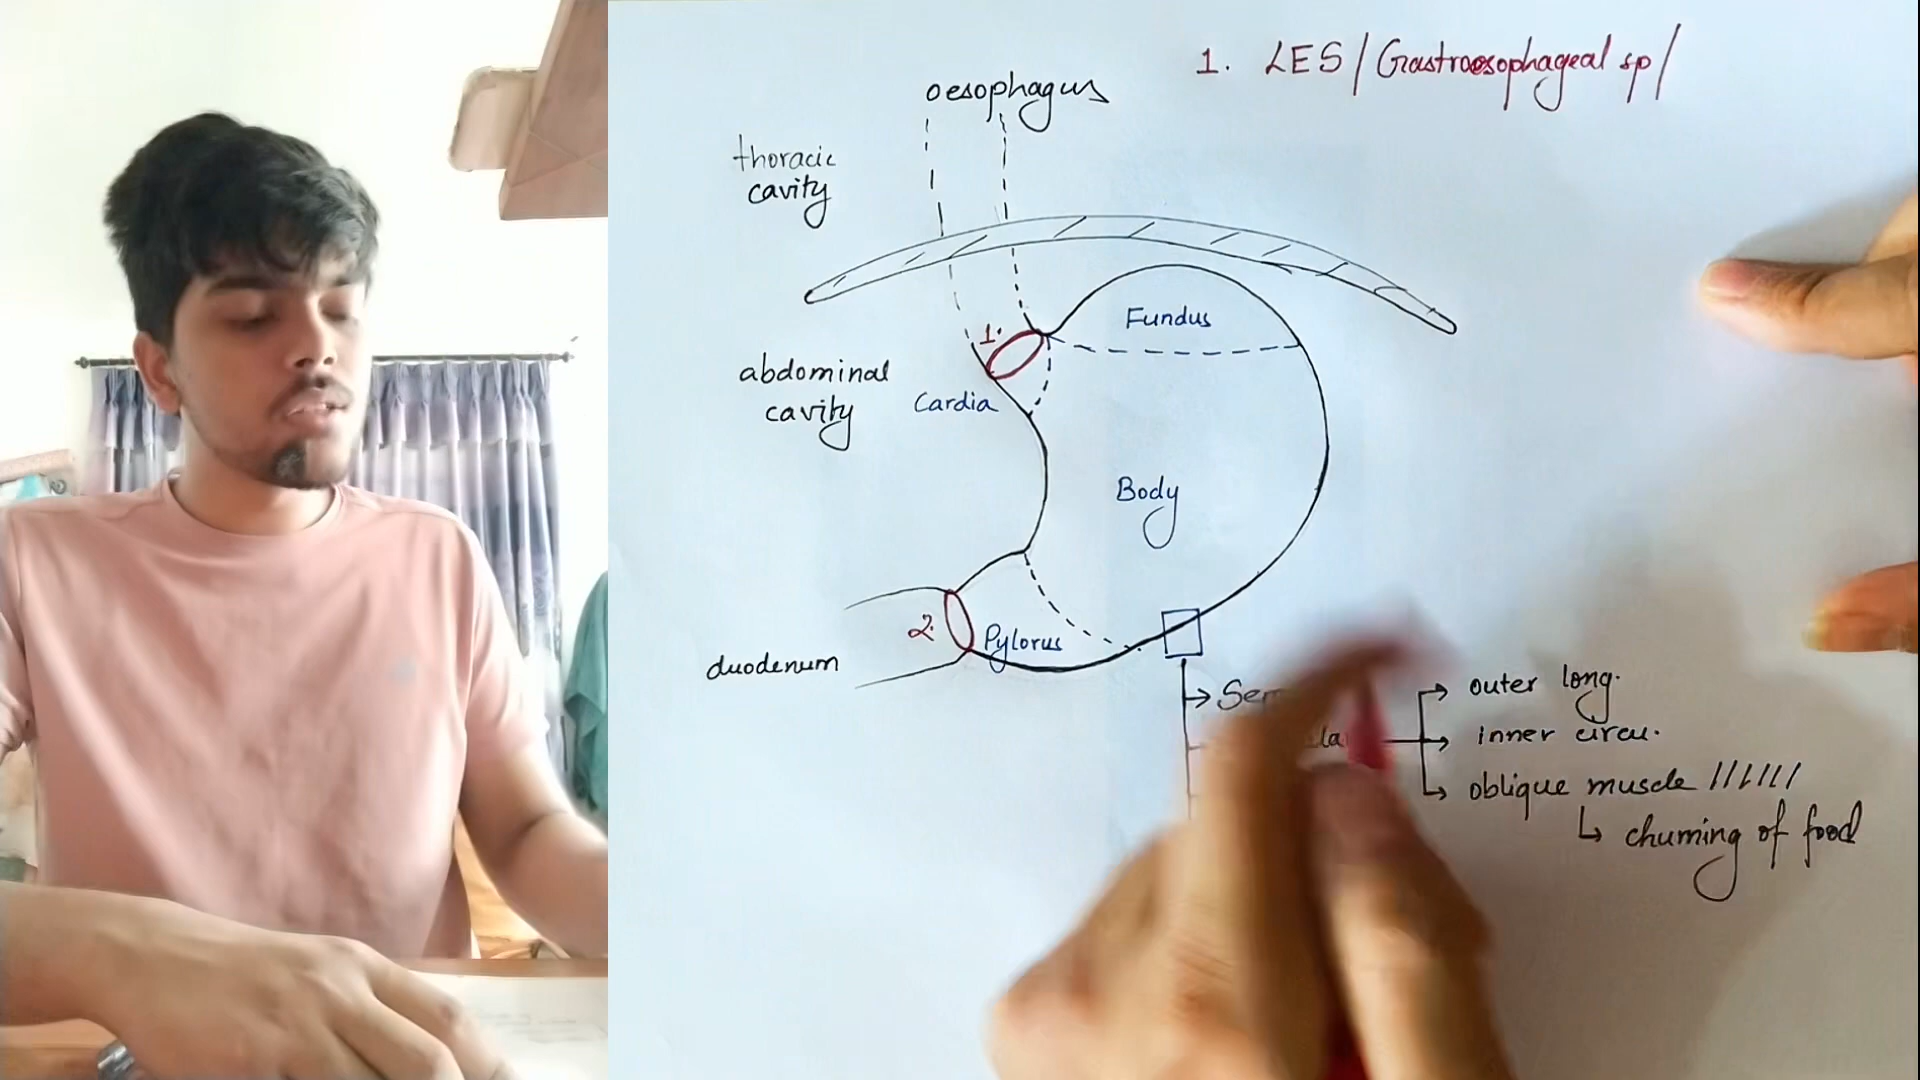 1. LES / Gastroesophageal sp /
oesophagus
thoracic
cavity
Fundus
1.
abdominal
cavity
Cardia
Body
2.
Pylorus
duodenum
outer long.
inner circu.
oblique muscle
churning of food